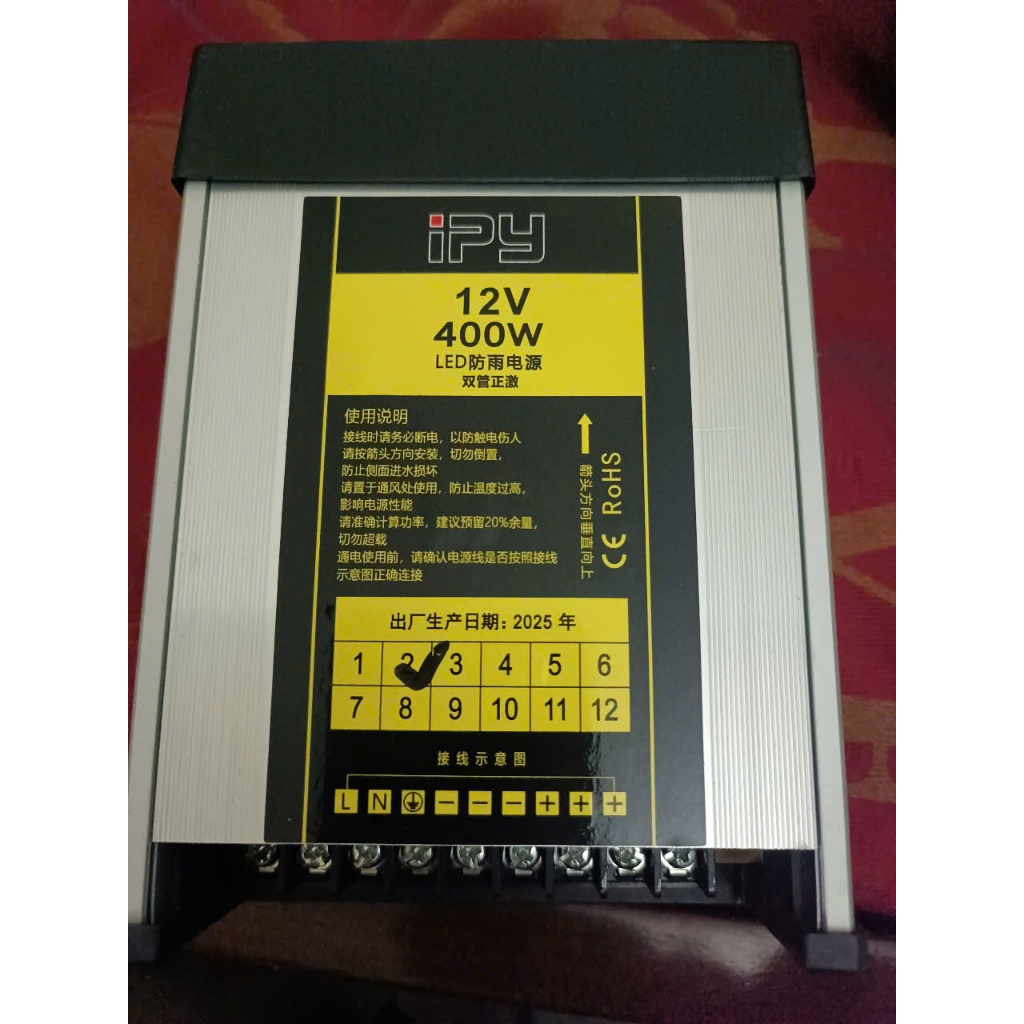 iPY
12V
400W
LED防雨电源
双管正激
使用说明
接线时请务必断电，以防触电伤人
请按箭头方向安装，切勿倒置，
防止侧面进水损坏
请置于通风处使用，防止温度过高，
影响电源性能
请准确计算功率，建议预留20%余量，
切勿超载
通电使用前，请确认电源线是否按照接线
示意图正确连接
箭头方向垂直向上
CE RoHS
出厂生产日期：2025 年
1 2 3 4 5 6
7 8 9 10 11 12
接线示意图
L N ⏚ － － － ＋ ＋ ＋